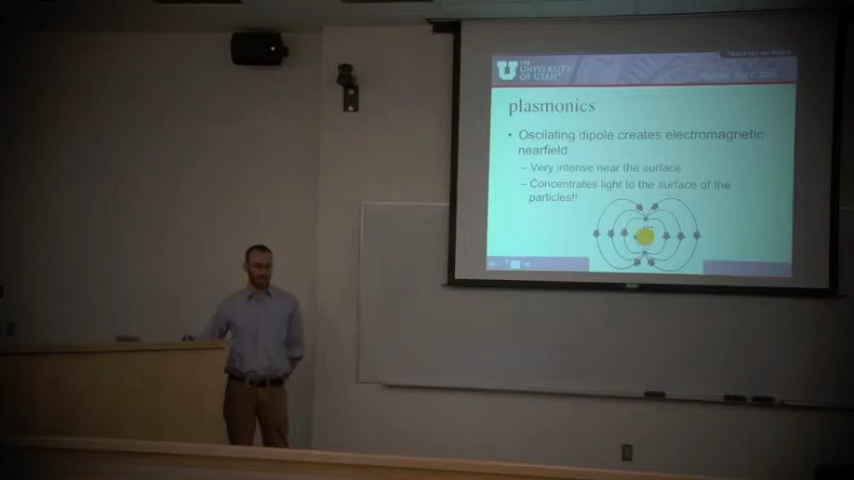 THE
UNIVERSITY
OF UTAH
plasmonics
• Oscilating dipole creates electromagnetic
nearfield
– Very intense near the surface
– Concentrates light to the surface of the
particles!!